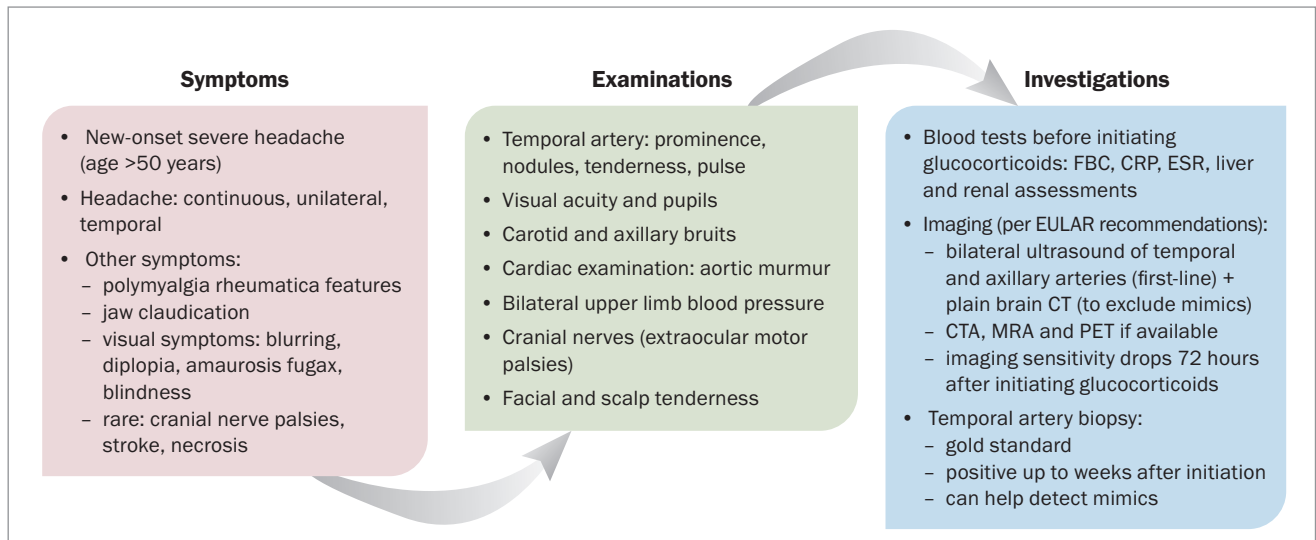 Symptoms
• New-onset severe headache
(age >50 years)
• Headache: continuous, unilateral,
temporal
• Other symptoms:
– polymyalgia rheumatica features
– jaw claudication
– visual symptoms: blurring,
diplopia, amaurosis fugax,
blindness
– rare: cranial nerve palsies,
stroke, necrosis
Examinations
• Temporal artery: prominence,
nodules, tenderness, pulse
• Visual acuity and pupils
• Carotid and axillary bruits
• Cardiac examination: aortic murmur
• Bilateral upper limb blood pressure
• Cranial nerves (extraocular motor
palsies)
• Facial and scalp tenderness
Investigations
• Blood tests before initiating
glucocorticoids: FBC, CRP, ESR, liver
and renal assessments
• Imaging (per EULAR recommendations):
– bilateral ultrasound of temporal
and axillary arteries (first-line) +
plain brain CT (to exclude mimics)
– CTA, MRA and PET if available
– imaging sensitivity drops 72 hours
after initiating glucocorticoids
• Temporal artery biopsy:
– gold standard
– positive up to weeks after initiation
– can help detect mimics